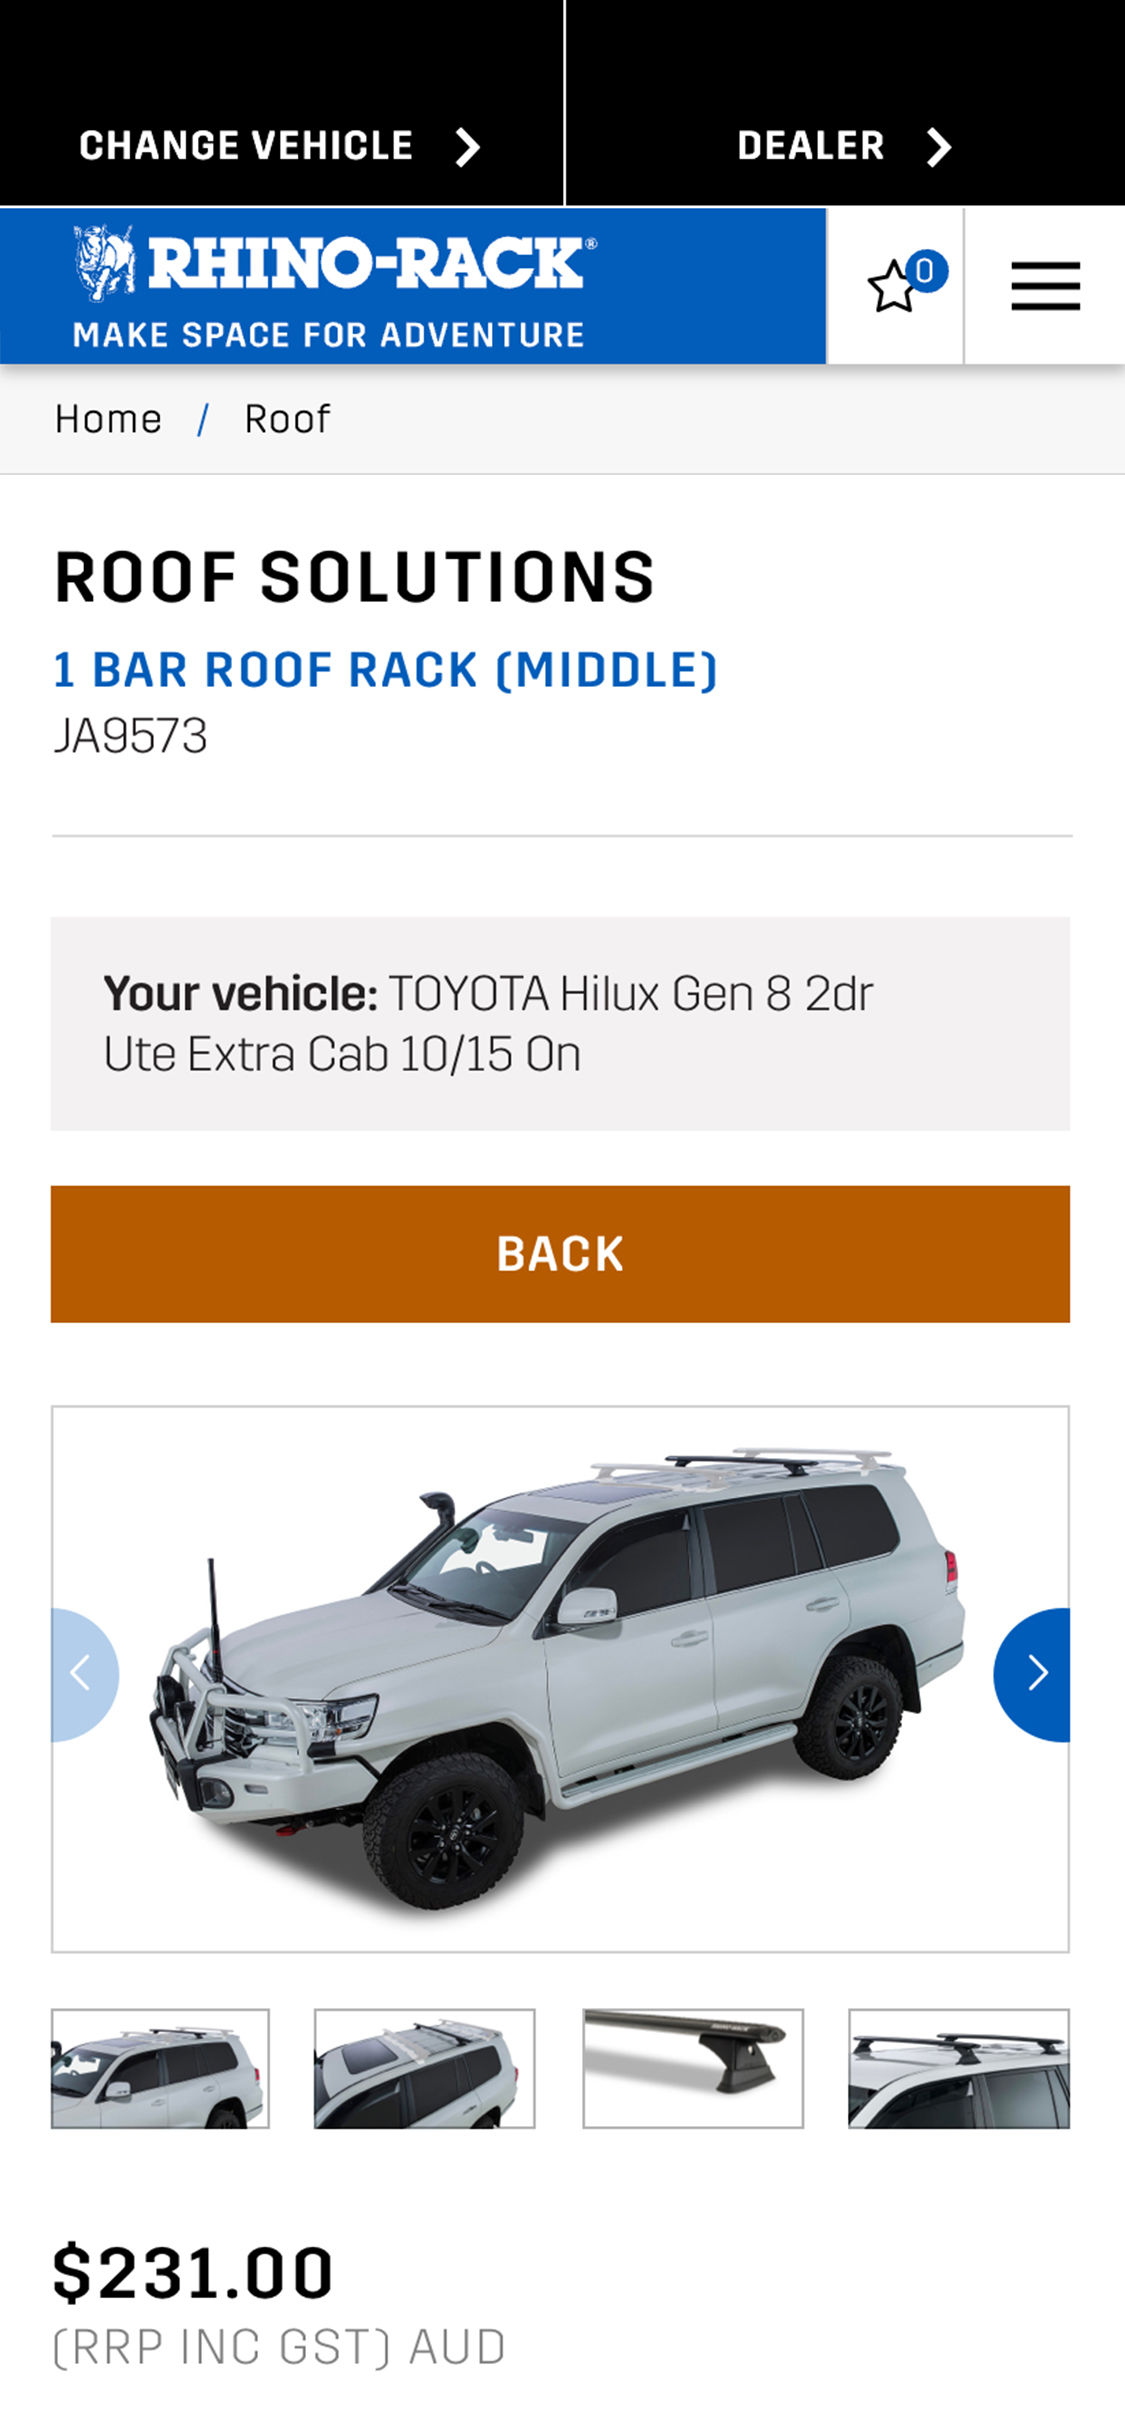 CHANGE VEHICLE
DEALER
RHINO-RACK®
0
MAKE SPACE FOR ADVENTURE
Home / Roof
ROOF SOLUTIONS
1 BAR ROOF RACK (MIDDLE)
JA9573
Your vehicle: TOYOTA Hilux Gen 8 2dr
Ute Extra Cab 10/15 On
BACK
$231.00
(RRP INC GST) AUD